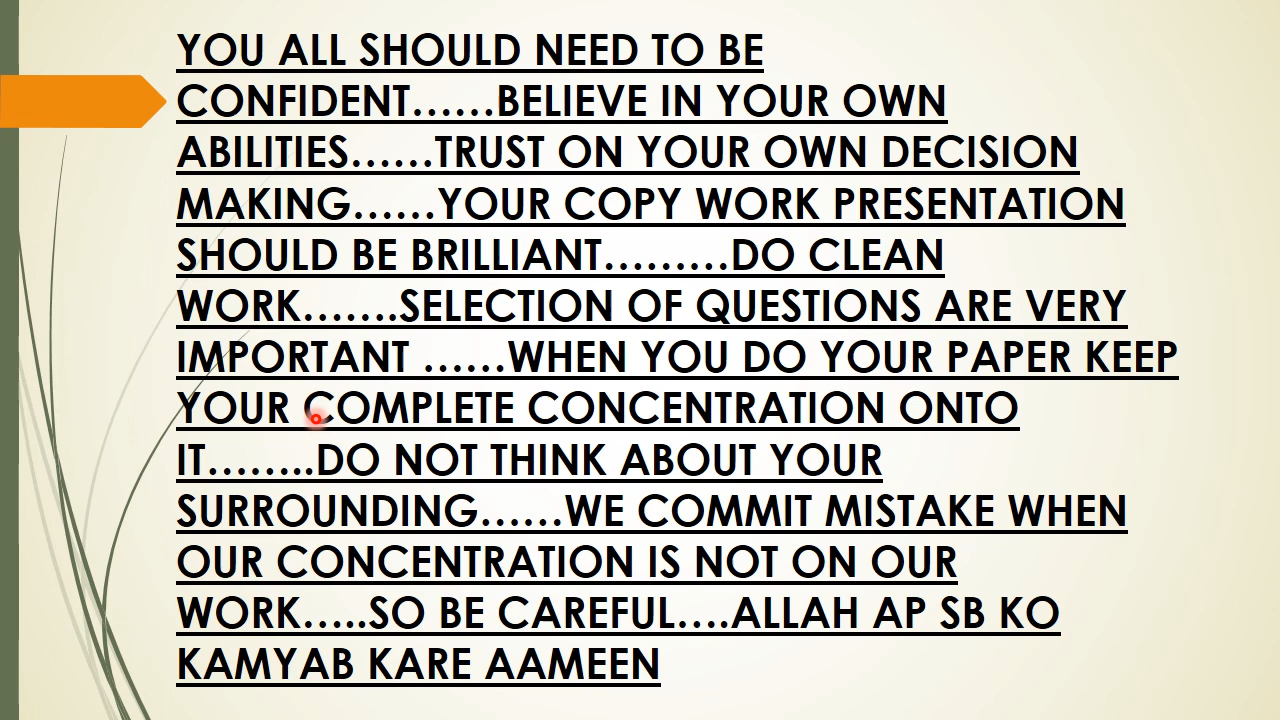 YOU ALL SHOULD NEED TO BE
CONFIDENT……BELIEVE IN YOUR OWN
ABILITIES……TRUST ON YOUR OWN DECISION
MAKING……YOUR COPY WORK PRESENTATION
SHOULD BE BRILLIANT………DO CLEAN
WORK…….SELECTION OF QUESTIONS ARE VERY
IMPORTANT ……WHEN YOU DO YOUR PAPER KEEP
YOUR COMPLETE CONCENTRATION ONTO
IT……..DO NOT THINK ABOUT YOUR
SURROUNDING……WE COMMIT MISTAKE WHEN
OUR CONCENTRATION IS NOT ON OUR
WORK…..SO BE CAREFUL….ALLAH AP SB KO
KAMYAB KARE AAMEEN